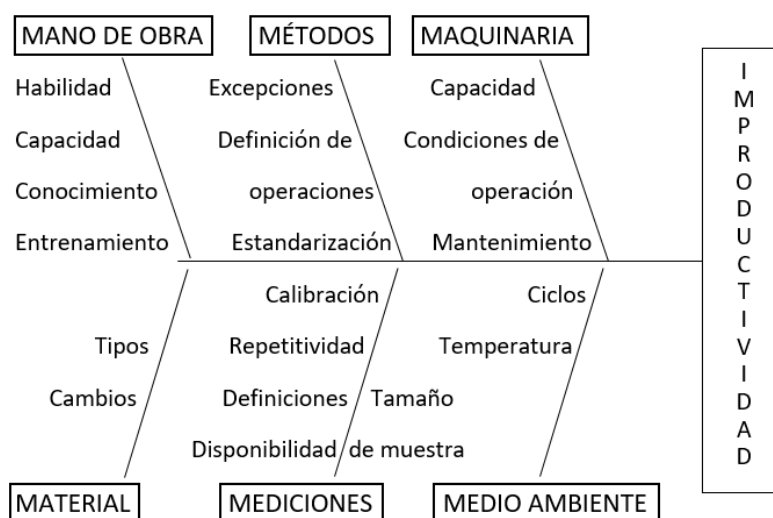 MANO DE OBRA
MÉTODOS
MAQUINARIA
Habilidad
Capacidad
Conocimiento
Entrenamiento
Excepciones
Definición de
operaciones
Estandarización
Capacidad
Condiciones de
operación
Mantenimiento
IMPRODUCTIVIDAD
Tipos
Cambios
Calibración
Repetitividad
Definiciones
Disponibilidad
Tamaño
de muestra
Ciclos
Temperatura
MATERIAL
MEDICIONES
MEDIO AMBIENTE